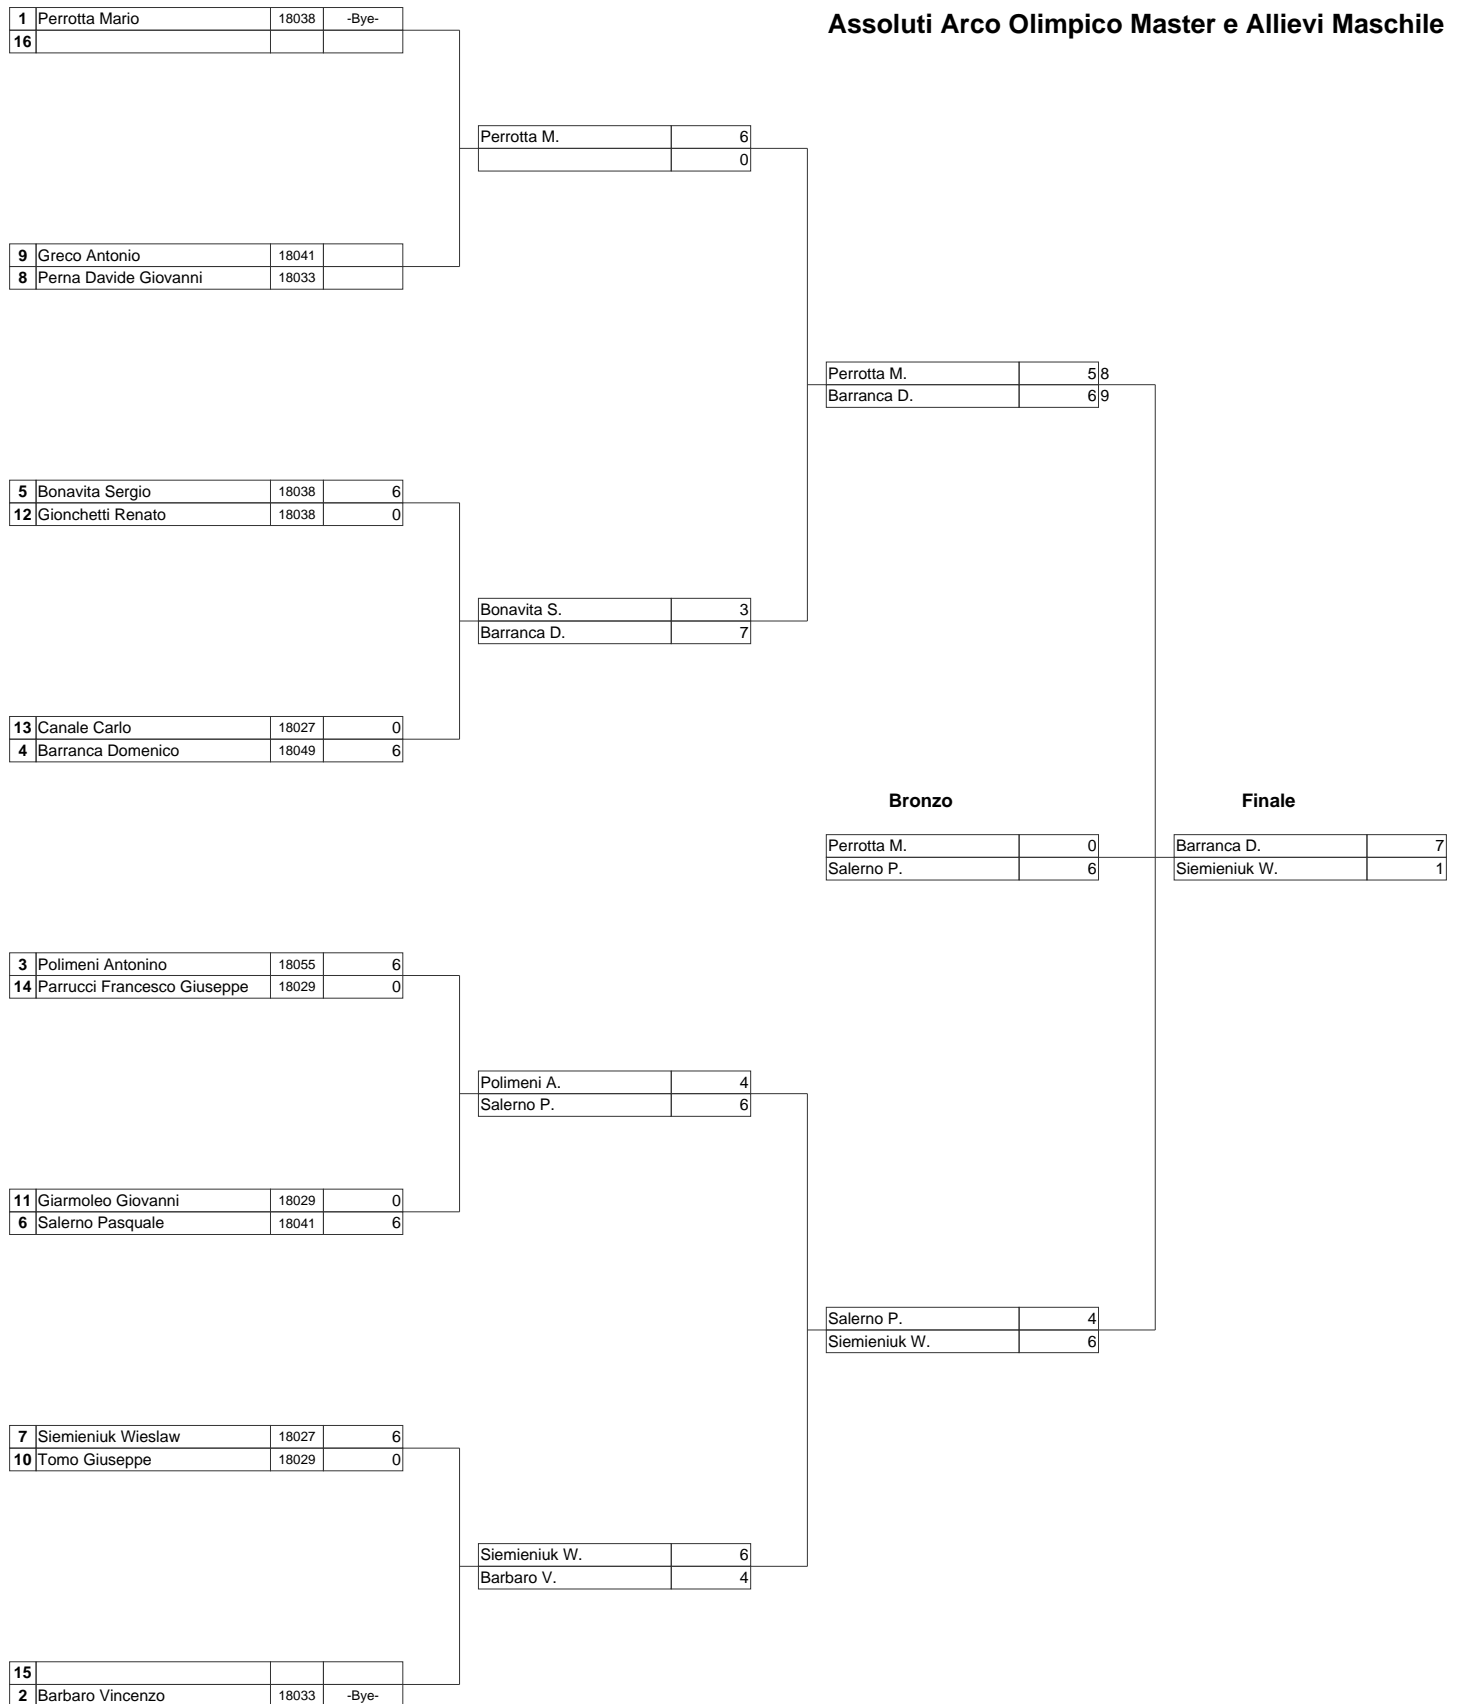 Assoluti Arco Olimpico Master e Allievi Maschile
1 Perrotta Mario 18038 -Bye-
16
Perrotta M. 6
0
9 Greco Antonio 18041
8 Perna Davide Giovanni 18033
Perrotta M. 5 8
Barranca D. 6 9
5 Bonavita Sergio 18038 6
12 Gionchetti Renato 18038 0
Bonavita S. 3
Barranca D. 7
13 Canale Carlo 18027 0
4 Barranca Domenico 18049 6
Bronzo Finale
Perrotta M. 0 Barranca D. 7
Salerno P. 6 Siemieniuk W. 1
3 Polimeni Antonino 18055 6
14 Parrucci Francesco Giuseppe 18029 0
Polimeni A. 4
Salerno P. 6
11 Giarmoleo Giovanni 18029 0
6 Salerno Pasquale 18041 6
Salerno P. 4
Siemieniuk W. 6
7 Siemieniuk Wieslaw 18027 6
10 Tomo Giuseppe 18029 0
Siemieniuk W. 6
Barbaro V. 4
15
2 Barbaro Vincenzo 18033 -Bye-